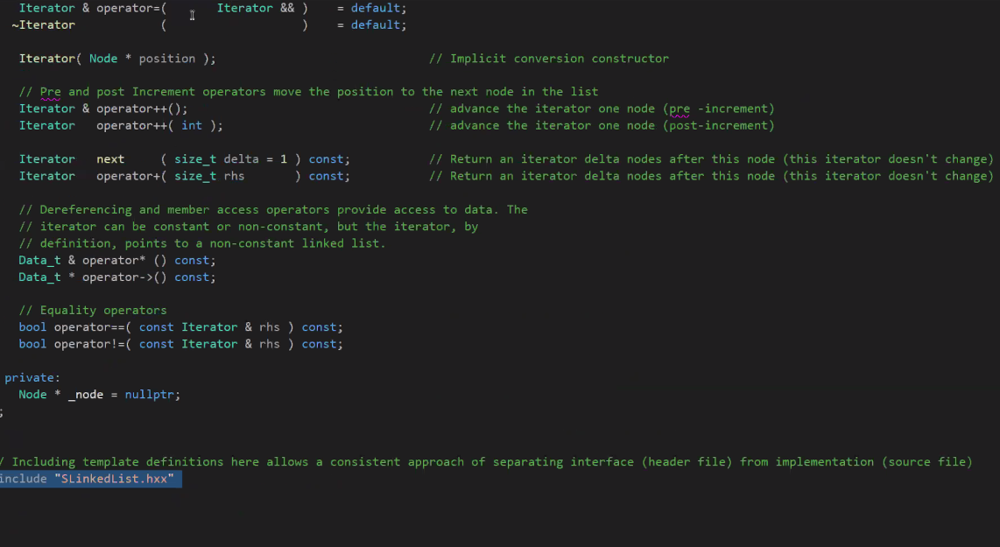 Iterator & operator=(       Iterator && )    = default;
~Iterator            (                    )    = default;
Iterator( Node * position );                              // Implicit conversion constructor
// Pre and post Increment operators move the position to the next node in the list
Iterator & operator++();                                  // advance the iterator one node (pre -increment)
Iterator   operator++( int );                             // advance the iterator one node (post-increment)
Iterator   next     ( size_t delta = 1 ) const;           // Return an iterator delta nodes after this node (this iterator doesn't change)
Iterator   operator+( size_t rhs       ) const;           // Return an iterator delta nodes after this node (this iterator doesn't change)
// Dereferencing and member access operators provide access to data. The
// iterator can be constant or non-constant, but the iterator, by
// definition, points to a non-constant linked list.
Data_t & operator* () const;
Data_t * operator->() const;
// Equality operators
bool operator==( const Iterator & rhs ) const;
bool operator!=( const Iterator & rhs ) const;
private:
Node * _node = nullptr;
;
/ Including template definitions here allows a consistent approach of separating interface (header file) from implementation (source file)
include "SLinkedList.hxx"